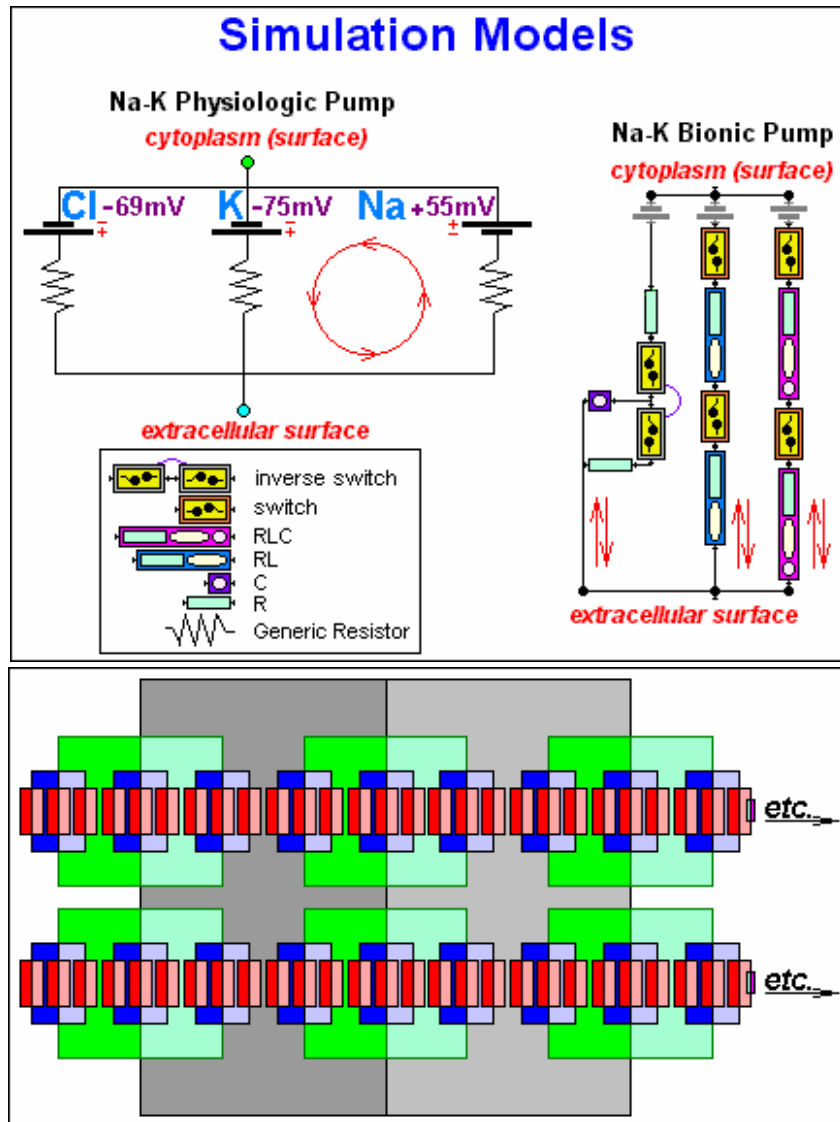 Simulation Models
Na-K Physiologic Pump
cytoplasm (surface)
Cl -69mV K -75mV Na +55mV
extracellular surface
inverse switch
switch
RLC
RL
C
R
Generic Resistor
Na-K Bionic Pump
cytoplasm (surface)
extracellular surface
etc.
etc.